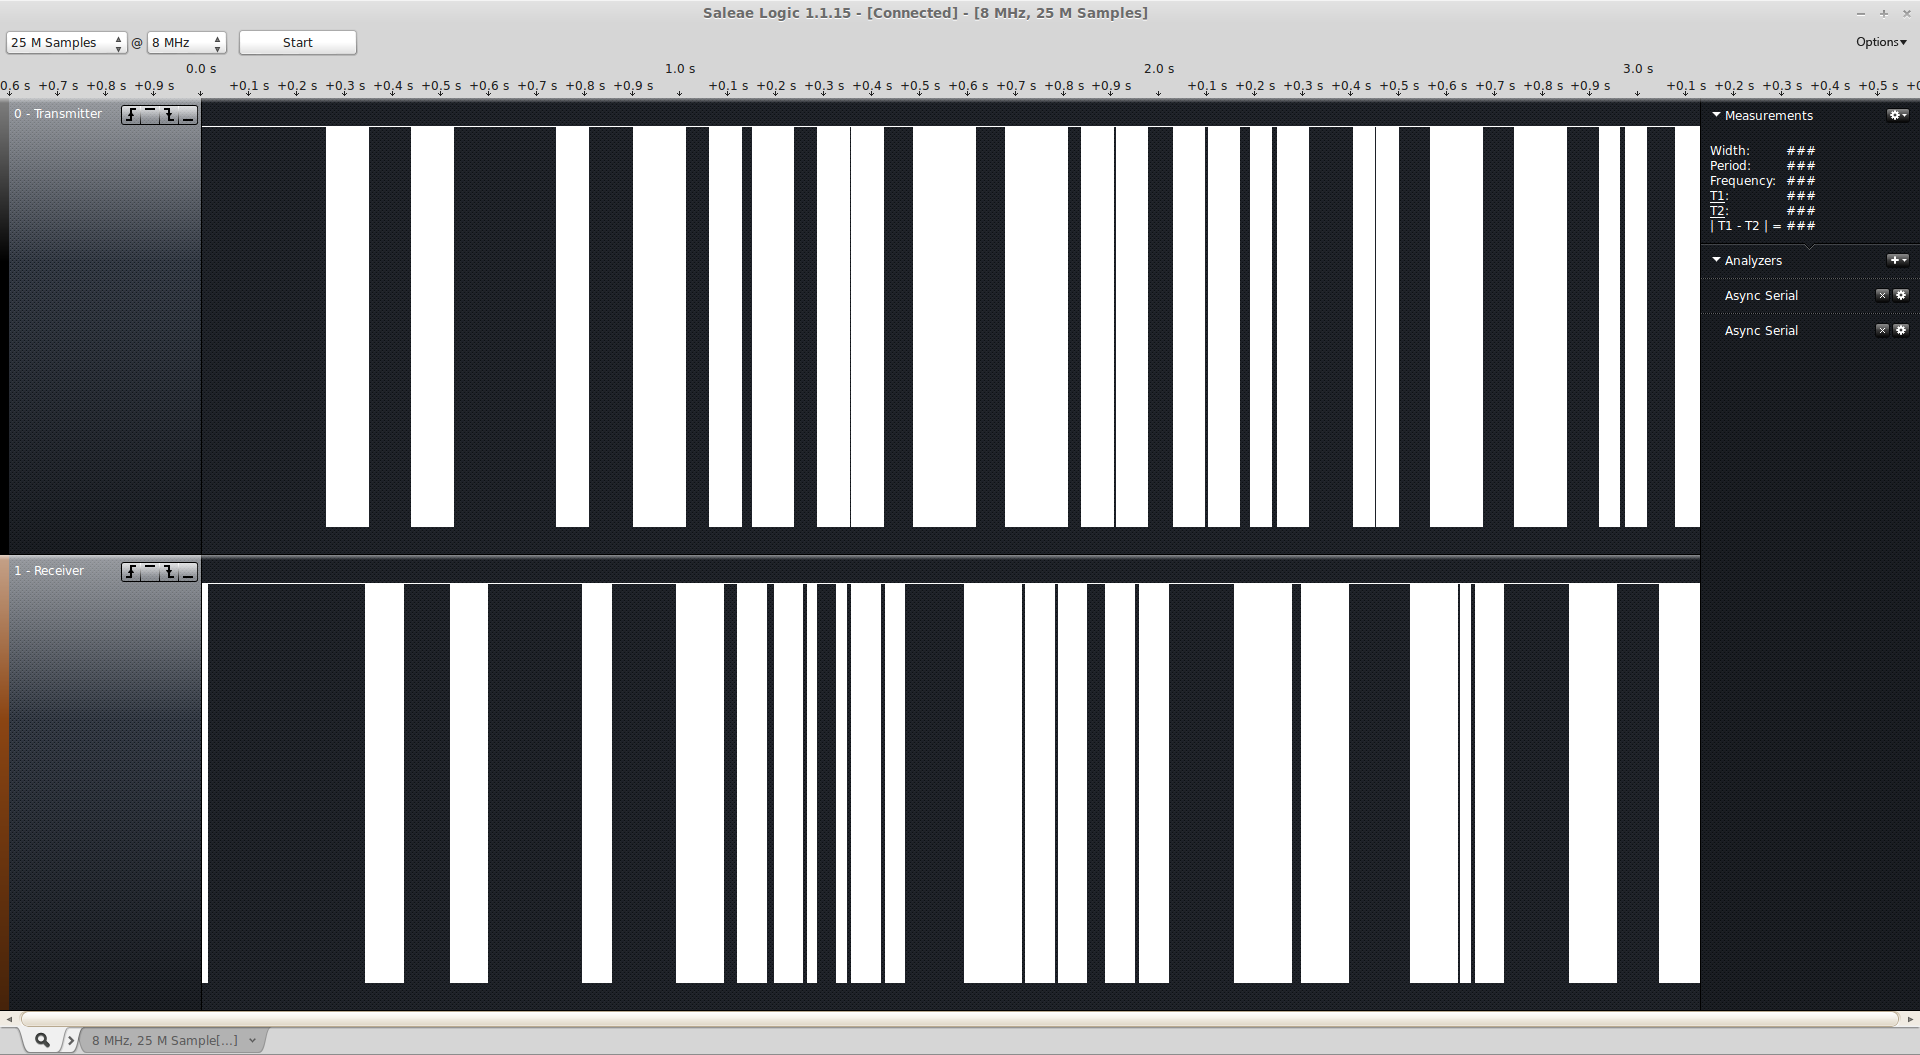 Saleae Logic 1.1.15 - [Connected] - [8 MHz, 25 M Samples]
25 M Samples @ 8 MHz Start Options
0.0 s 1.0 s 2.0 s 3.0 s
0.6 s +0.7 s +0.8 s +0.9 s +0.1 s +0.2 s +0.3 s +0.4 s +0.5 s +0.6 s +0.7 s +0.8 s +0.9 s +0.1 s +0.2 s +0.3 s +0.4 s +0.5 s +0.6 s +0.7 s +0.8 s +0.9 s +0.1 s +0.2 s +0.3 s +0.4 s +0.5 s +0.6 s +0.7 s +0.8 s +0.9 s +0.1 s +0.2 s +0.3 s +0.4 s +0.5 s +0
0 - Transmitter
Measurements
Width: ###
Period: ###
Frequency: ###
T1: ###
T2: ###
| T1 - T2 | = ###
Analyzers
Async Serial
Async Serial
1 - Receiver
8 MHz, 25 M Sample[...]